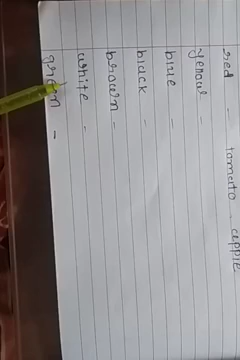 red - tomato - apple
yellow -
blue -
black -
brown -
white -
green -